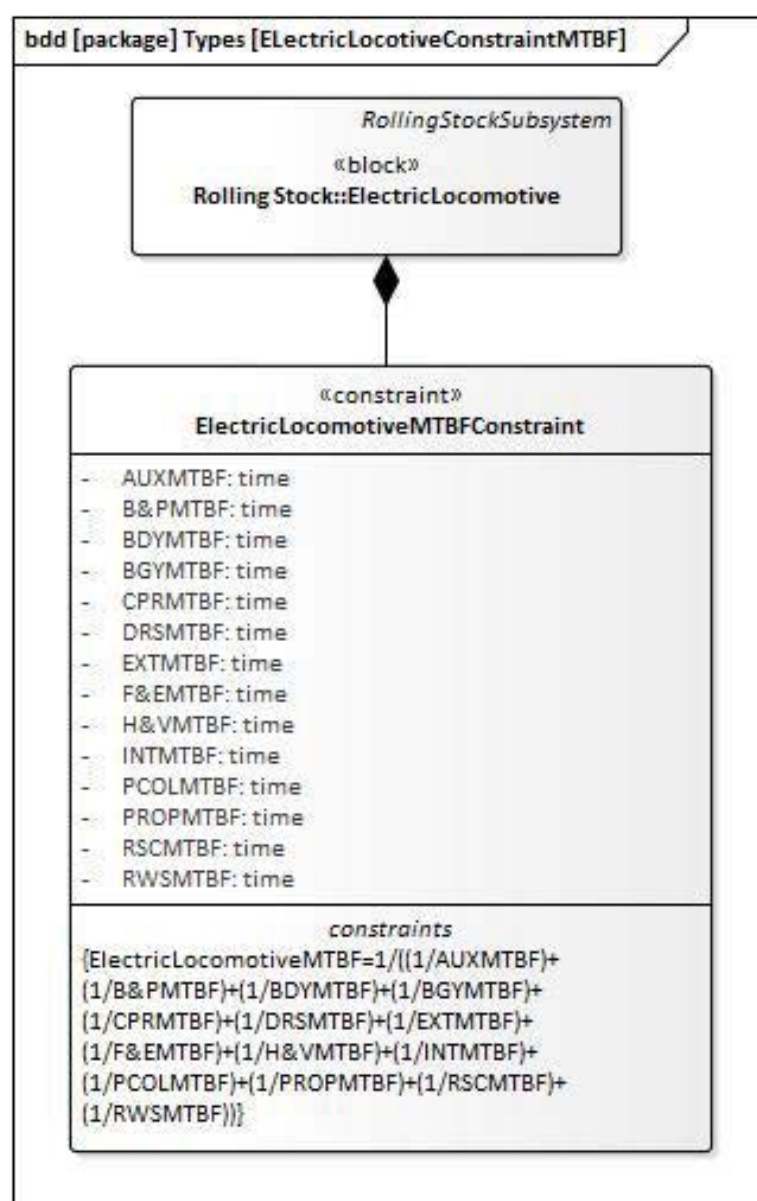 bdd [package] Types [ELectricLocotiveConstraintMTBF]
RollingStockSubsystem
«block»
Rolling Stock::ElectricLocomotive
«constraint»
ElectricLocomotiveMTBFConstraint
- AUXMTBF: time
- B&PMTBF: time
- BDYMTBF: time
- BGYMTBF: time
- CPRMTBF: time
- DRSMTBF: time
- EXTMTBF: time
- F&EMTBF: time
- H&VMTBF: time
- INTMTBF: time
- PCOLMTBF: time
- PROPMTBF: time
- RSCMTBF: time
- RWSMTBF: time
constraints
{ElectricLocomotiveMTBF=1/((1/AUXMTBF)+
(1/B&PMTBF)+(1/BDYMTBF)+(1/BGYMTBF)+
(1/CPRMTBF)+(1/DRSMTBF)+(1/EXTMTBF)+
(1/F&EMTBF)+(1/H&VMTBF)+(1/INTMTBF)+
(1/PCOLMTBF)+(1/PROPMTBF)+(1/RSCMTBF)+
(1/RWSMTBF))}